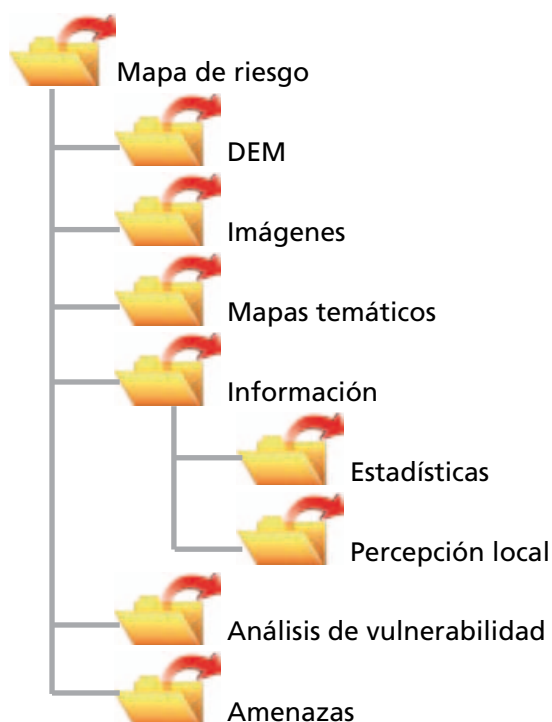 Mapa de riesgo
DEM
Imágenes
Mapas temáticos
Información
Estadísticas
Percepción local
Análisis de vulnerabilidad
Amenazas